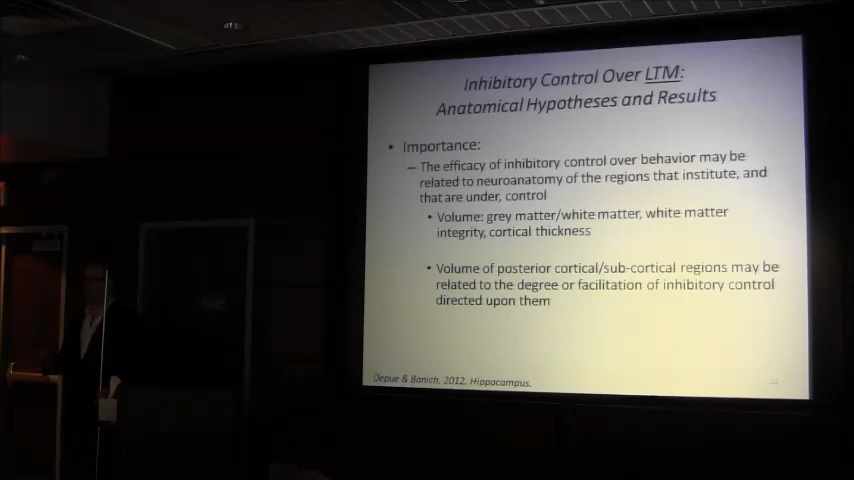 Inhibitory Control Over LTM:
Anatomical Hypotheses and Results
• Importance:
– The efficacy of inhibitory control over behavior may be
related to neuroanatomy of the regions that institute, and
that are under, control
• Volume: grey matter/white matter, white matter
integrity, cortical thickness
• Volume of posterior cortical/sub-cortical regions may be
related to the degree or facilitation of inhibitory control
directed upon them
Depue & Banich, 2012, Hippocampus.